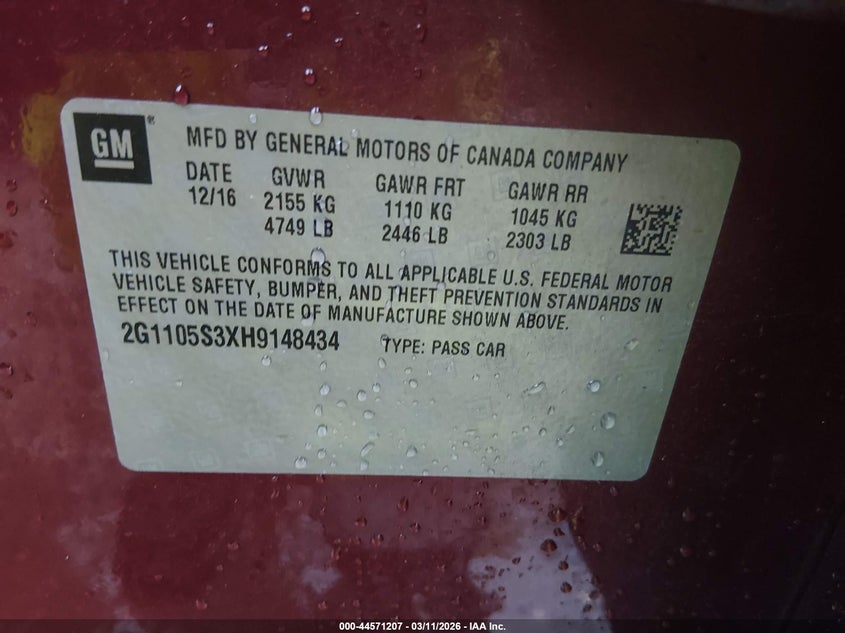 GM
MFD BY GENERAL MOTORS OF CANADA COMPANY
DATE GVWR GAWR FRT GAWR RR
12/16 2155 KG 1110 KG 1045 KG
4749 LB 2446 LB 2303 LB
THIS VEHICLE CONFORMS TO ALL APPLICABLE U.S. FEDERAL MOTOR
VEHICLE SAFETY, BUMPER, AND THEFT PREVENTION STANDARDS IN
EFFECT ON THE DATE OF MANUFACTURE SHOWN ABOVE.
2G1105S3XH9148434 TYPE: PASS CAR
000-44571207 - 03/11/2026 - IAA Inc.